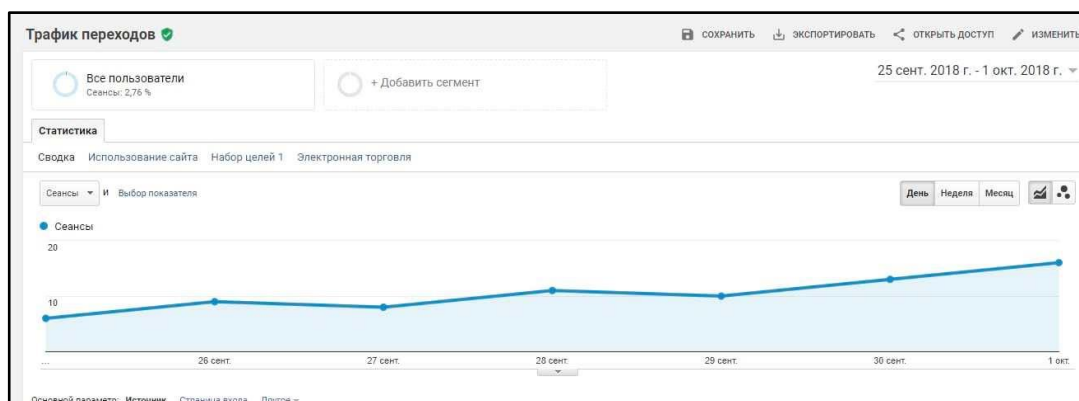 Трафик переходов
СОХРАНИТЬ ЭКСПОРТИРОВАТЬ ОТКРЫТЬ ДОСТУП ИЗМЕНИТЬ
Все пользователи
Сеансы: 2,76 %
+ Добавить сегмент
25 сент. 2018 г. - 1 окт. 2018 г.
Статистика
Сводка Использование сайта Набор целей 1 Электронная торговля
Сеансы И Выбор показателя
День Неделя Месяц
Сеансы
20
10
... 26 сент. 27 сент. 28 сент. 29 сент. 30 сент. 1 окт.
Основной параметр: Источник Страница входа Другое